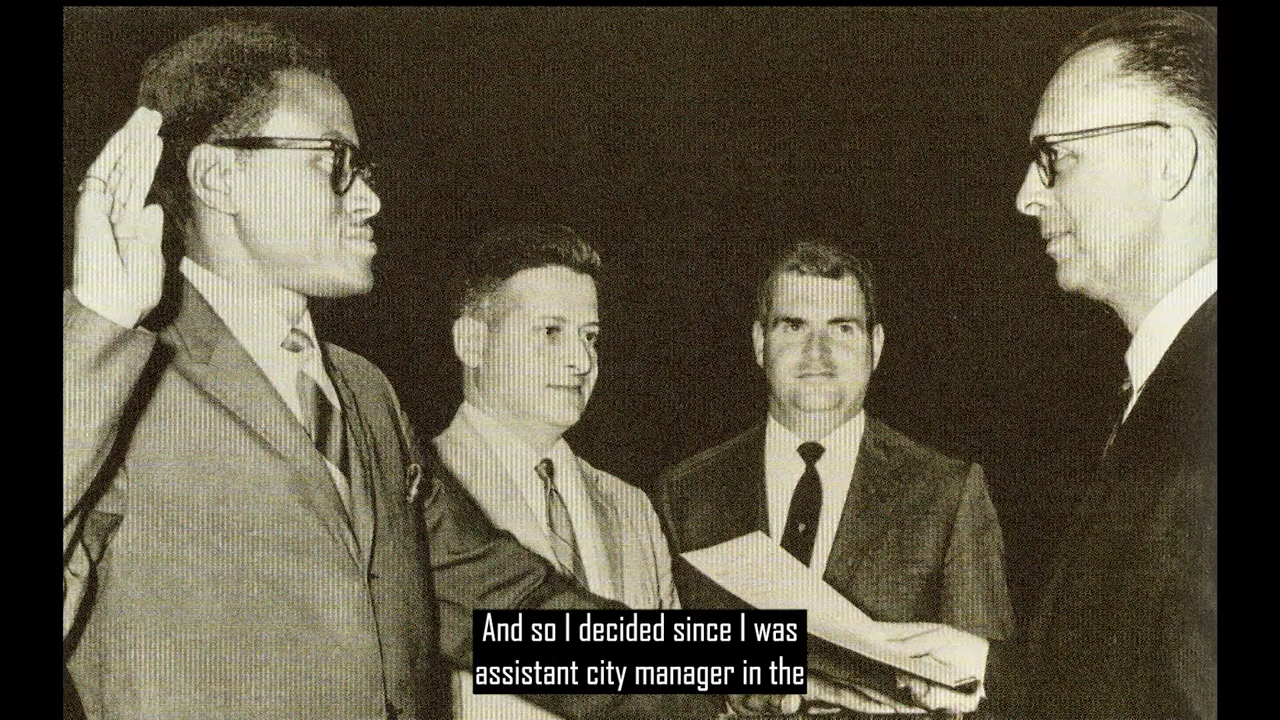 And so I decided since I was
assistant city manager in the